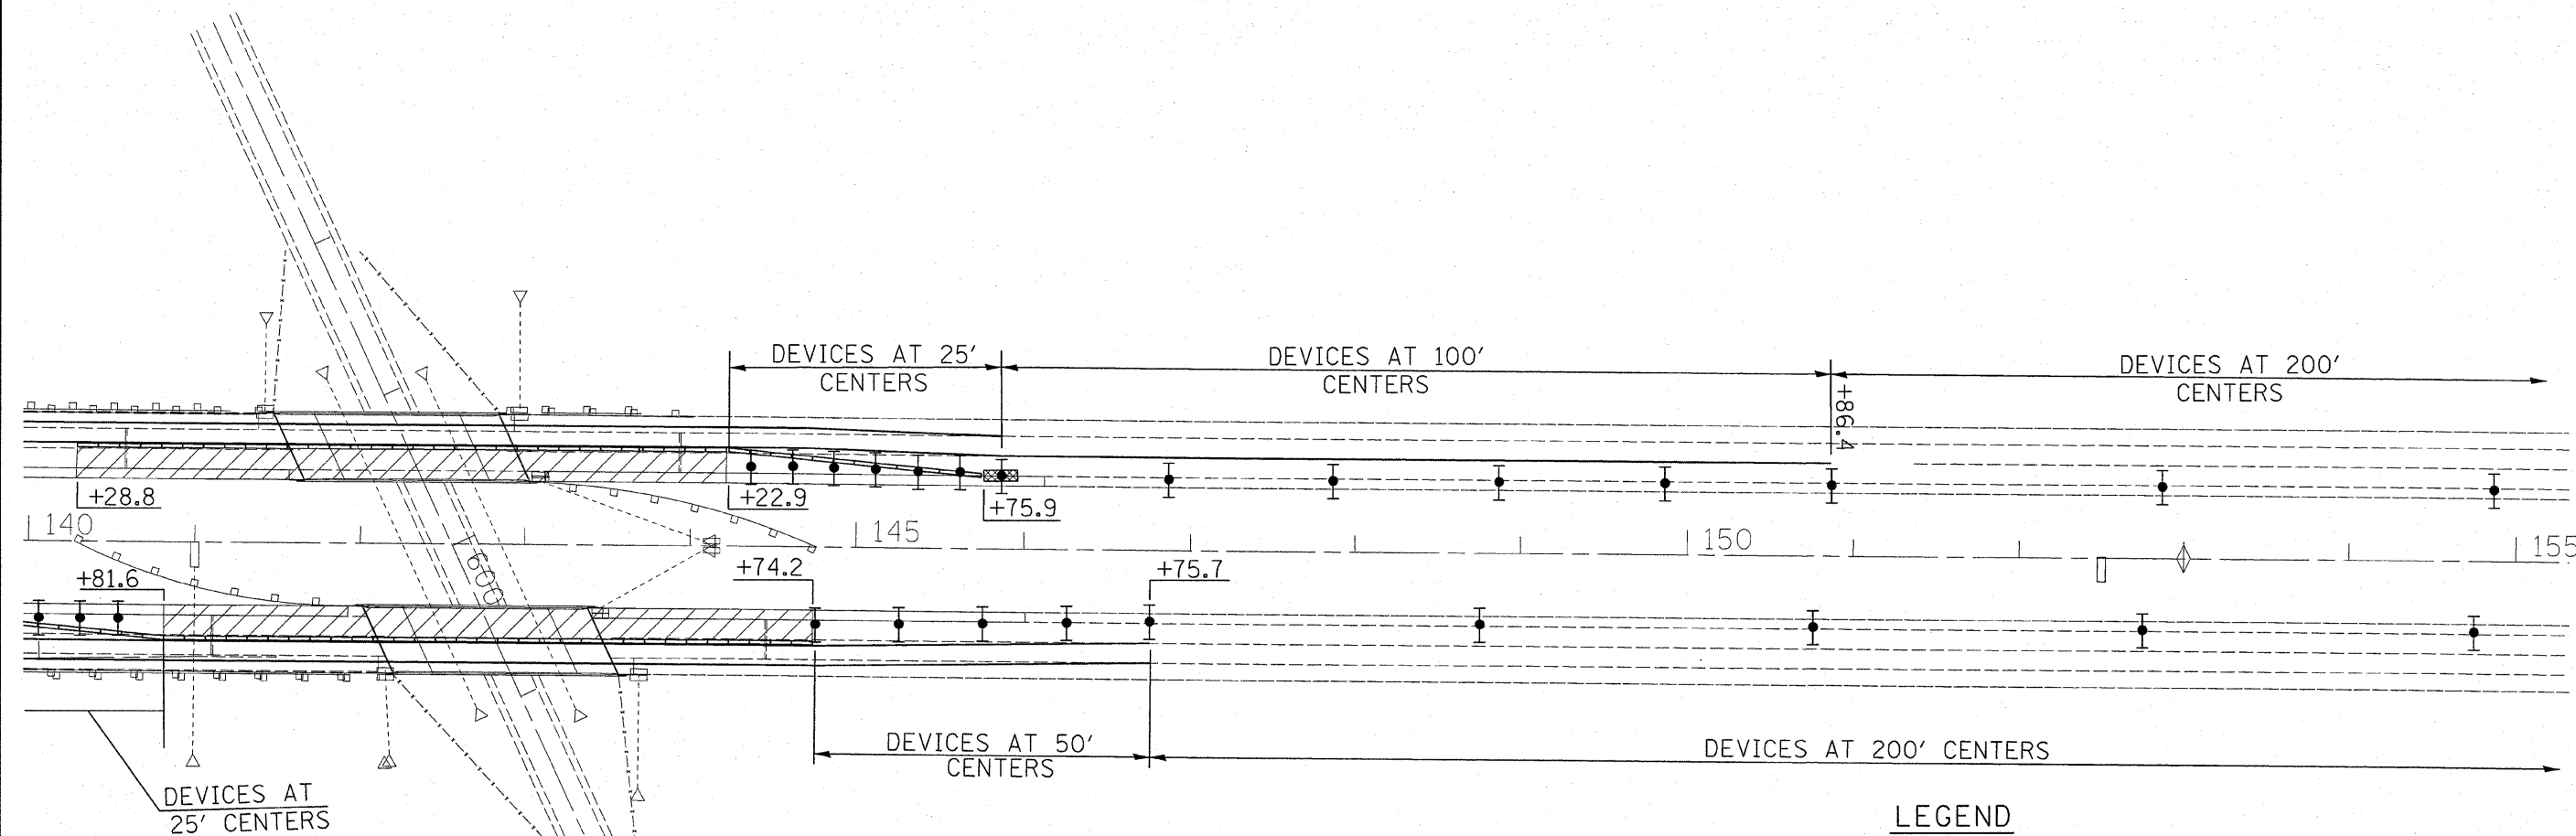 DEVICES AT 25'
CENTERS
DEVICES AT 100'
CENTERS
DEVICES AT 200'
CENTERS
+86.4
+28.8
+22.9
+75.9
140
145
150
155
+81.6
600
+74.2
+75.7
DEVICES AT 50'
CENTERS
DEVICES AT 200' CENTERS
DEVICES AT
25' CENTERS
LEGEND